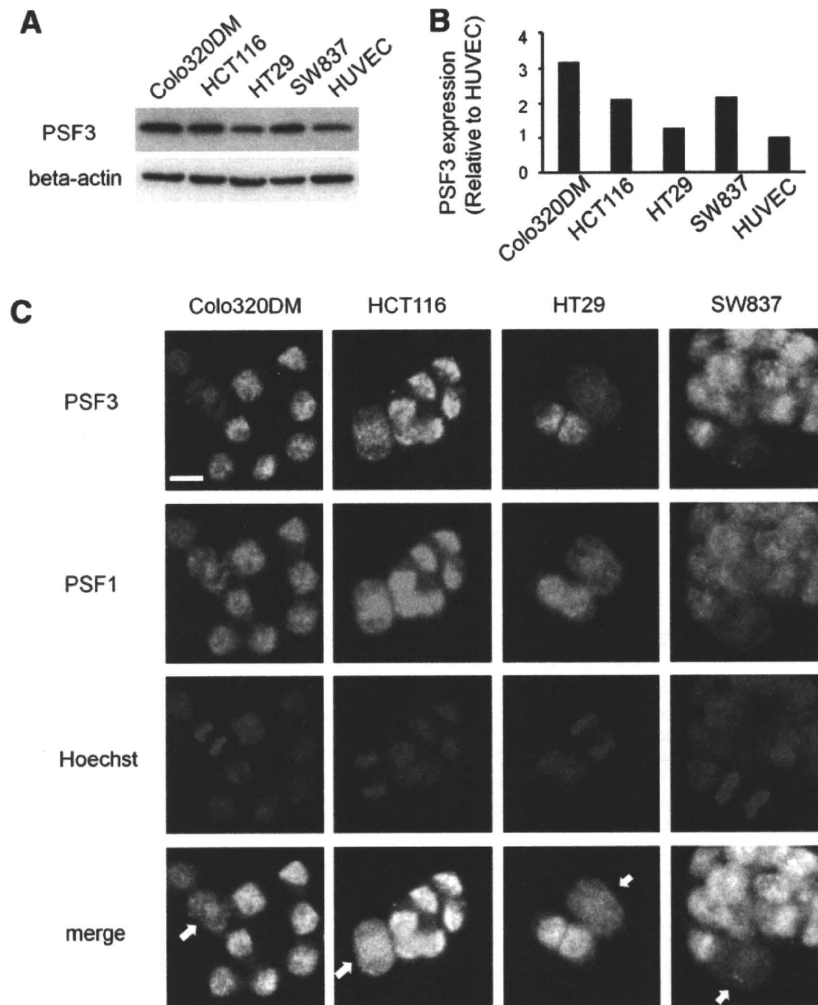 A
Colo320DM
HCT116
HT29
SW837
HUVEC
PSF3
beta-actin
B
PSF3 expression
(Relative to HUVEC)
4
3
2
1
0
Colo320DM
HCT116
HT29
SW837
HUVEC
C
Colo320DM
HCT116
HT29
SW837
PSF3
PSF1
Hoechst
merge